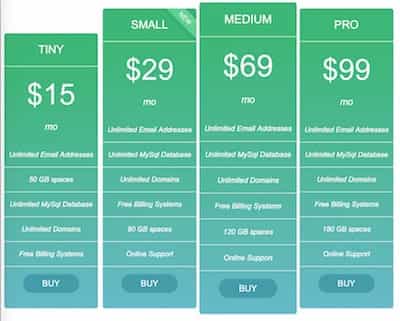 TINY
$15
mo
Unlimited Email Addresses
50 GB spaces
Unlimited MySql Database
Unlimited Domains
Free Billing Systems
BUY
SMALL
NEW
$29
mo
Unlimited Email Addresses
Unlimited MySql Database
Unlimited Domains
Free Billing Systems
80 GB spaces
Online Support
BUY
MEDIUM
$69
mo
Unlimited Email Addresses
Unlimited MySql Database
Unlimited Domains
Free Billing Systems
120 GB spaces
Online Support
BUY
PRO
$99
mo
Unlimited Email Addresses
Unlimited MySql Database
Unlimited Domains
Free Billing Systems
180 GB spaces
Online Support
BUY